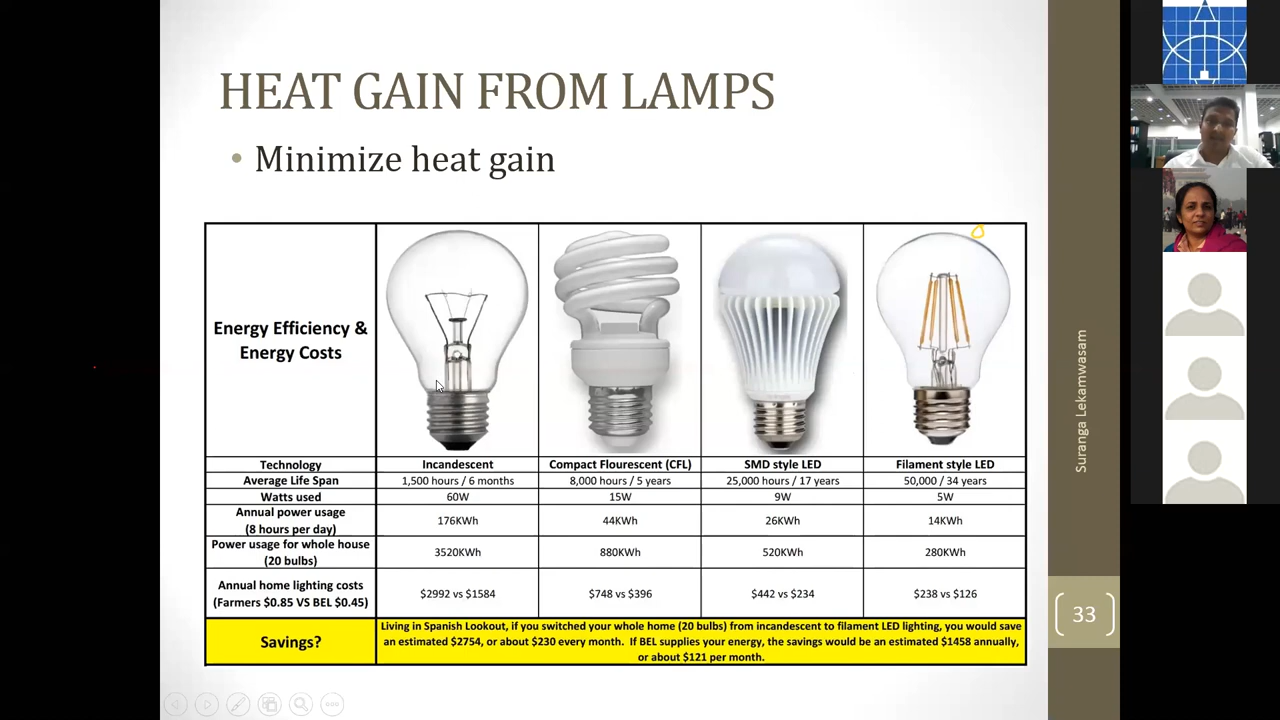 HEAT GAIN FROM LAMPS
• Minimize heat gain
Energy Efficiency &
Energy Costs
Technology Incandescent Compact Flourescent (CFL) SMD style LED Filament style LED
Average Life Span 1,500 hours / 6 months 8,000 hours / 5 years 25,000 hours / 17 years 50,000 / 34 years
Watts used 60W 15W 9W 5W
Annual power usage
(8 hours per day) 176KWh 44KWh 26KWh 14KWh
Power usage for whole house
(20 bulbs) 3520KWh 880KWh 520KWh 280KWh
Annual home lighting costs
(Farmers $0.85 VS BEL $0.45) $2992 vs $1584 $748 vs $396 $442 vs $234 $238 vs $126
Savings?
Living in Spanish Lookout, if you switched your whole home (20 bulbs) from incandescent to filament LED lighting, you would save
an estimated $2754, or about $230 every month. If BEL supplies your energy, the savings would be an estimated $1458 annually,
or about $121 per month.
Suranga Lekamwasam
33